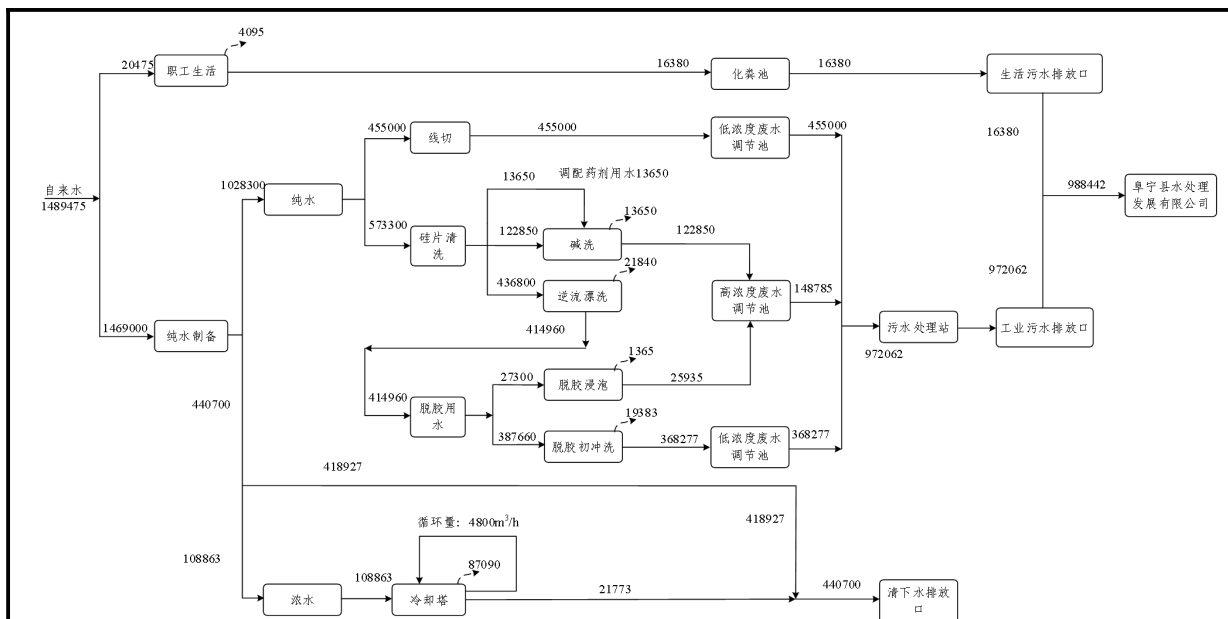 4095
20475
职工生活
16380
化粪池
16380
生活污水排放口
16380
455000
线切
455000
低浓度废水
调节池
455000
自来水
1489475
1028300
纯水
调配药剂用水13650
13650
13650
988442
阜宁县水处理
发展有限公司
573300
硅片清
洗
122850
碱洗
122850
436800
21840
逆流漂洗
414960
高浓度废水
调节池
148785
972062
1469000
纯水制备
污水处理站
972062
工业污水排放口
440700
414960
脱胶用
水
27300
1365
脱胶浸泡
25935
387660
19383
脱胶初冲洗
368277
低浓度废水
调节池
368277
418927
418927
循环量：4800m³/h
108863
浓水
108863
87090
冷却塔
21773
440700
清下水排放
口